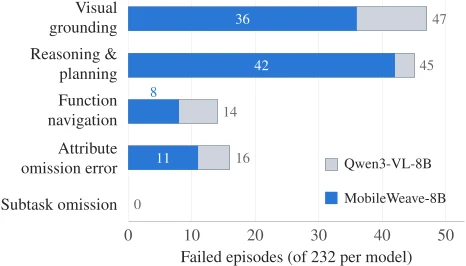 Visual
grounding
36
47
Reasoning &
planning
42
45
Function
navigation
8
14
Attribute
omission error
11
16
Subtask omission
0
Qwen3-VL-8B
MobileWeave-8B
0
10
20
30
40
50
Failed episodes (of 232 per model)